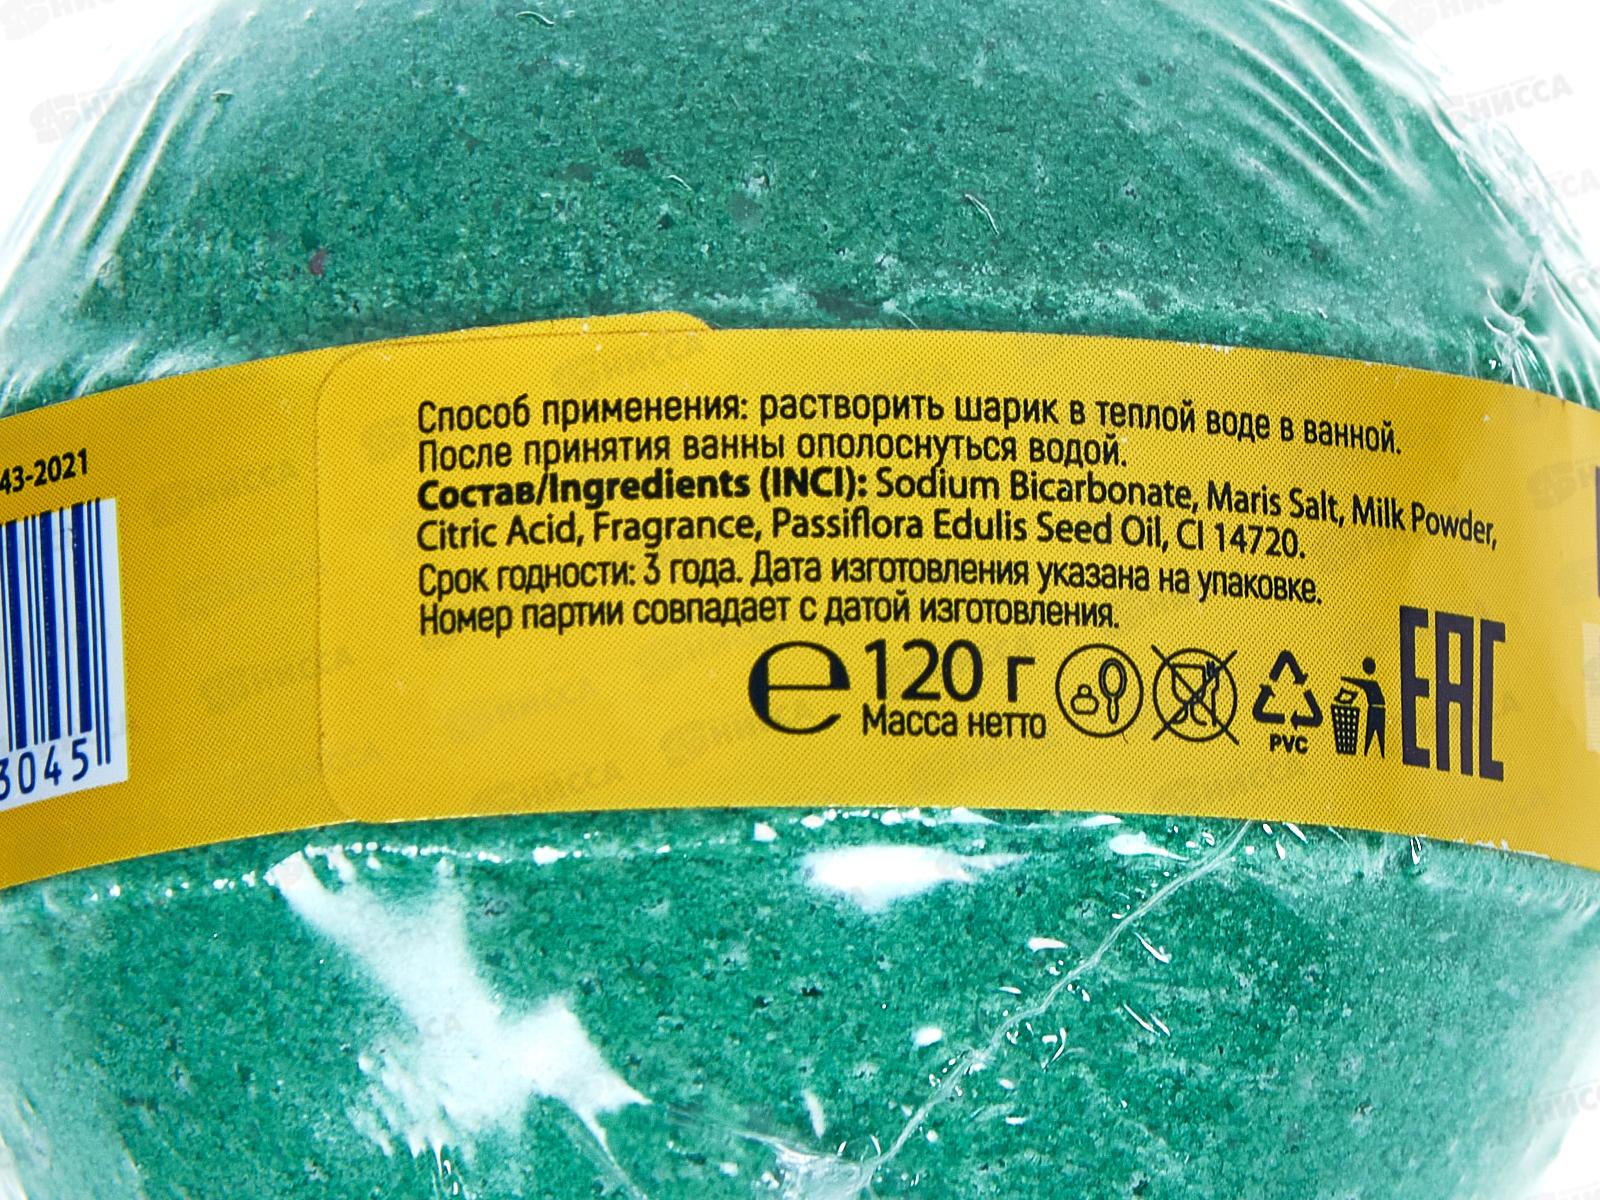 43-2021
3045
Способ применения: растворить шарик в теплой воде в ванной.
После принятия ванны ополоснуться водой.
Состав/Ingredients (INCI): Sodium Bicarbonate, Maris Salt, Milk Powder,
Citric Acid, Fragrance, Passiflora Edulis Seed Oil, CI 14720.
Срок годности: 3 года. Дата изготовления указана на упаковке.
Номер партии совпадает с датой изготовления.
℮ 120 г
Масса нетто
PVC
EAC
НИССА